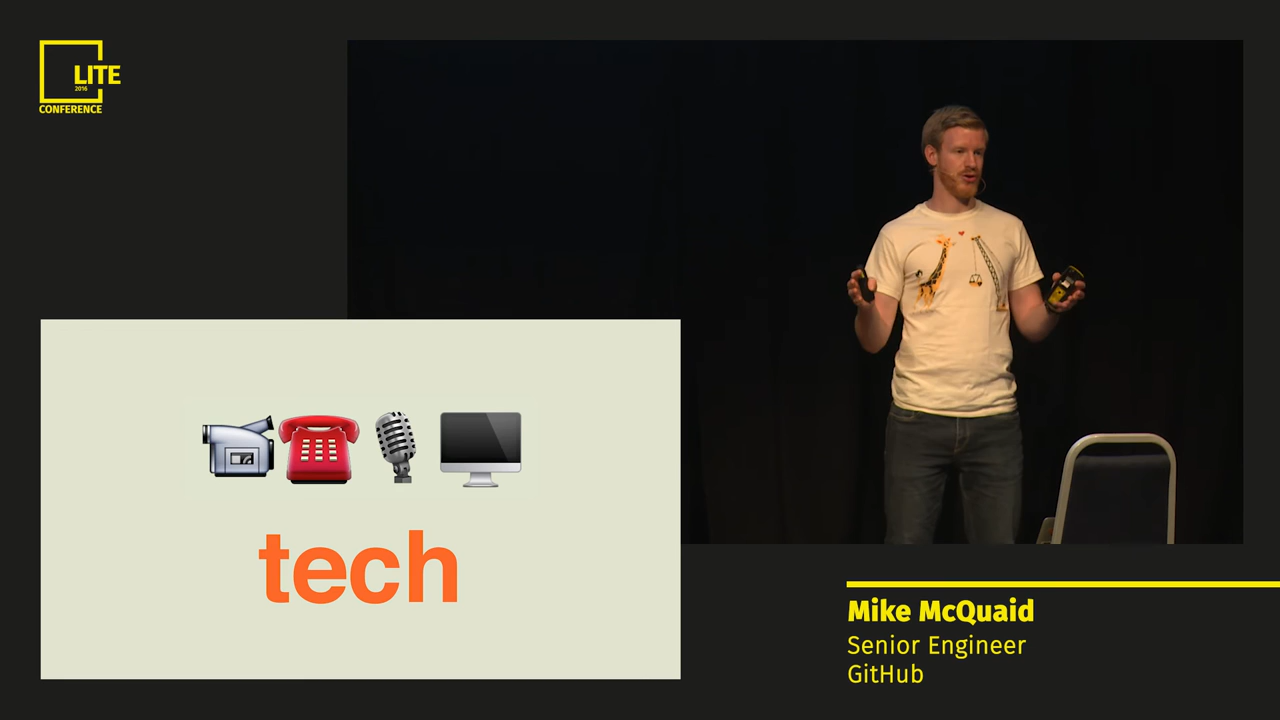 LITE
2016
CONFERENCE
tech
Mike McQuaid
Senior Engineer
GitHub